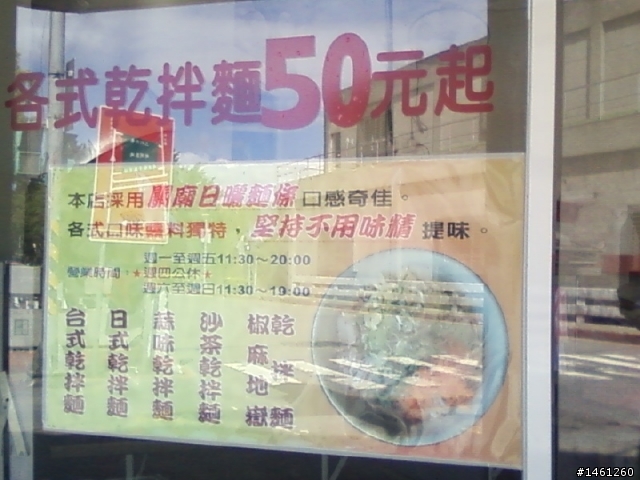 各式乾拌麵50元起
本店採用關廟日曬麵條口感奇佳。
各式口味醬料獨特，堅持不用味精提味。
週一至週五11:30～20:00
營業時間：★週四公休★
週六至週日11:30～19:00
台式乾拌麵
日式乾拌麵
蒜味乾拌麵
沙茶乾拌麵
椒麻地獄乾拌麵
#1461260